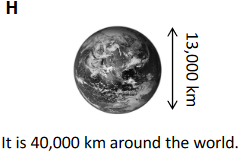 H
13,000 km
It is 40,000 km around the world.